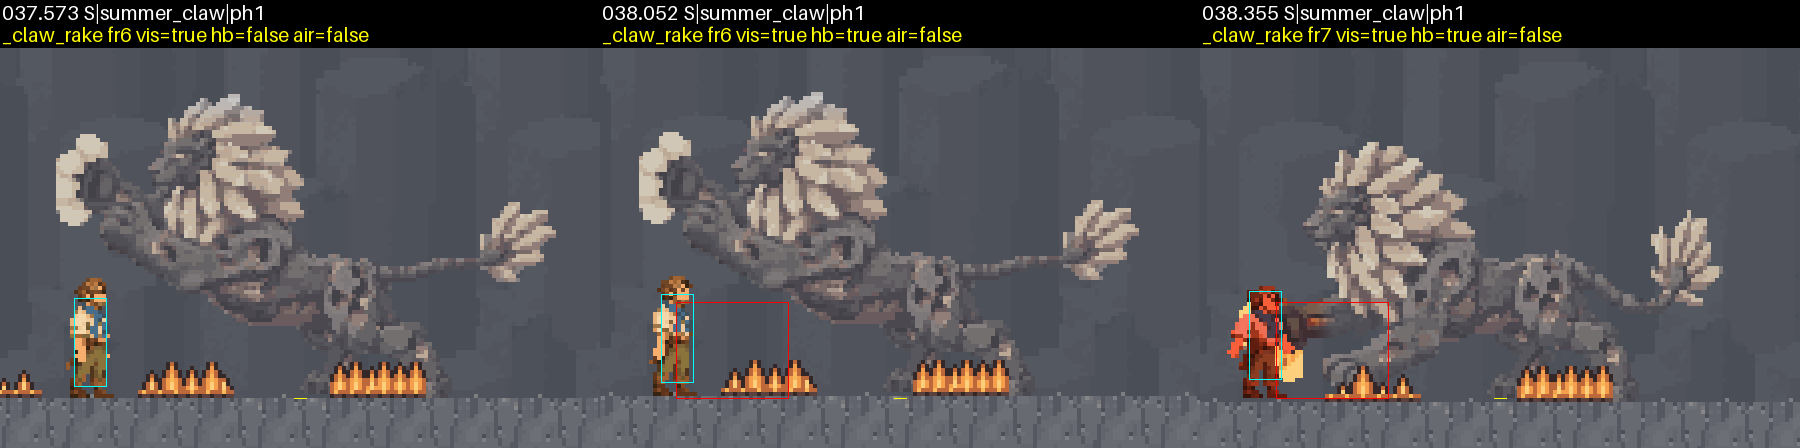 037.573 S|summer_claw|ph1
_claw_rake fr6 vis=true hb=false air=false
038.052 S|summer_claw|ph1
_claw_rake fr6 vis=true hb=true air=false
038.355 S|summer_claw|ph1
_claw_rake fr7 vis=true hb=true air=false